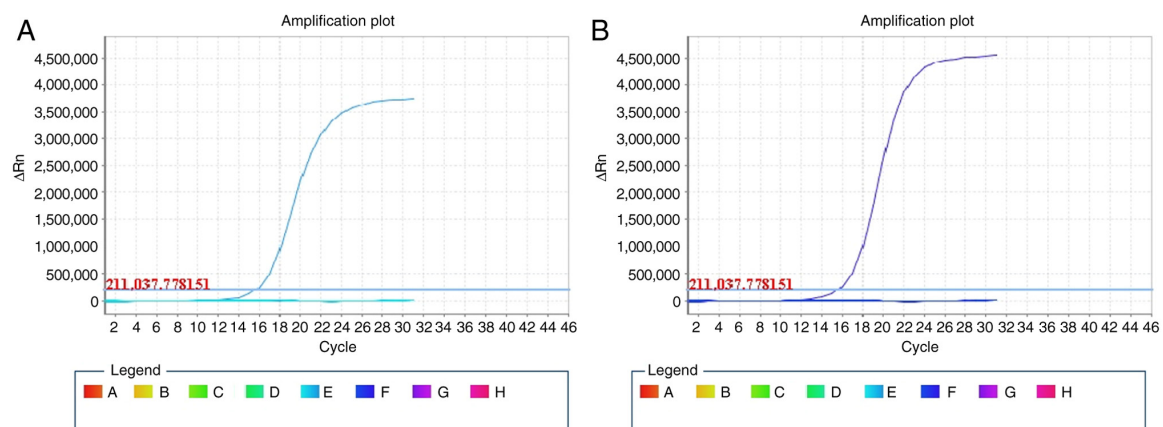 A
Amplification plot
ΔRn
4,500,000
4,000,000
3,500,000
3,000,000
2,500,000
2,000,000
1,500,000
1,000,000
500,000
0
211,037.778151
2 4 6 8 10 12 14 16 18 20 22 24 26 28 30 32 34 36 38 40 42 44 46
Cycle
Legend
A B C D E F G H
B
Amplification plot
ΔRn
4,500,000
4,000,000
3,500,000
3,000,000
2,500,000
2,000,000
1,500,000
1,000,000
500,000
0
211,037.778151
2 4 6 8 10 12 14 16 18 20 22 24 26 28 30 32 34 36 38 40 42 44 46
Cycle
Legend
A B C D E F G H